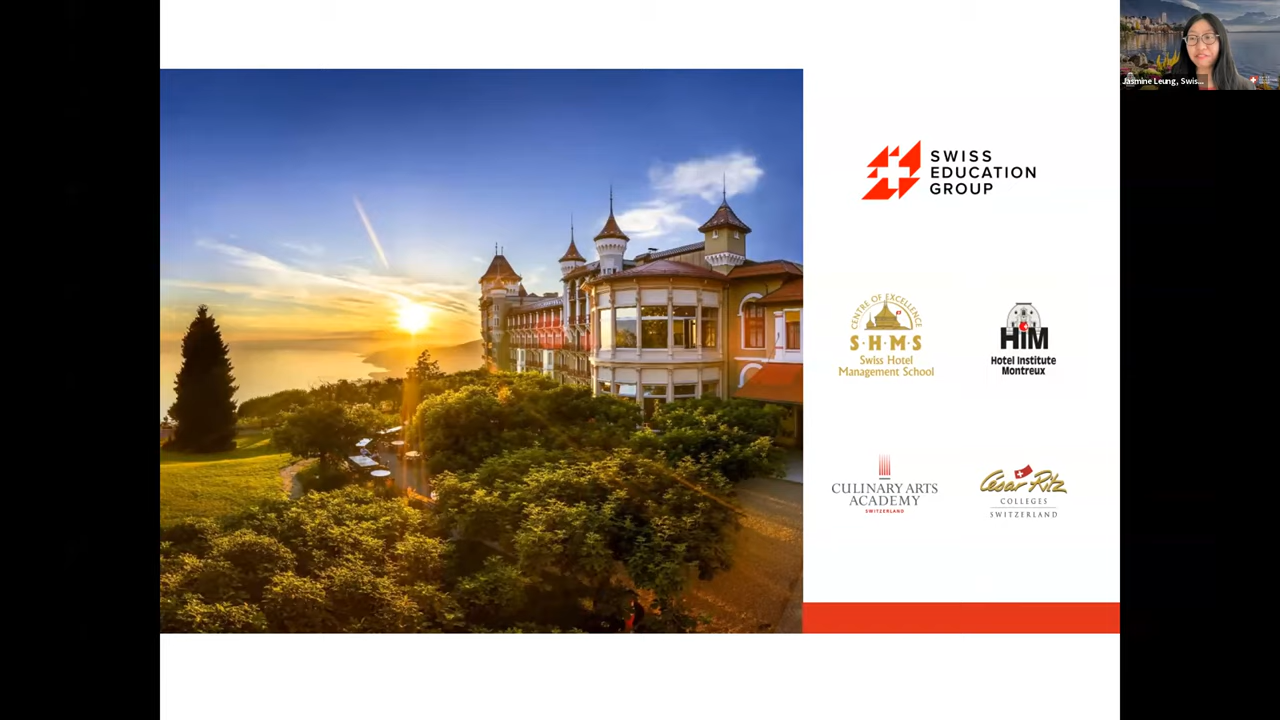 Jasmine Leung, Swis...
SWISS
EDUCATION
GROUP
CENTRE OF EXCELLENCE
S·H·M·S
Swiss Hotel
Management School
HIM
Hotel Institute
Montreux
CULINARY ARTS
ACADEMY
SWITZERLAND
César Ritz
COLLEGES
SWITZERLAND